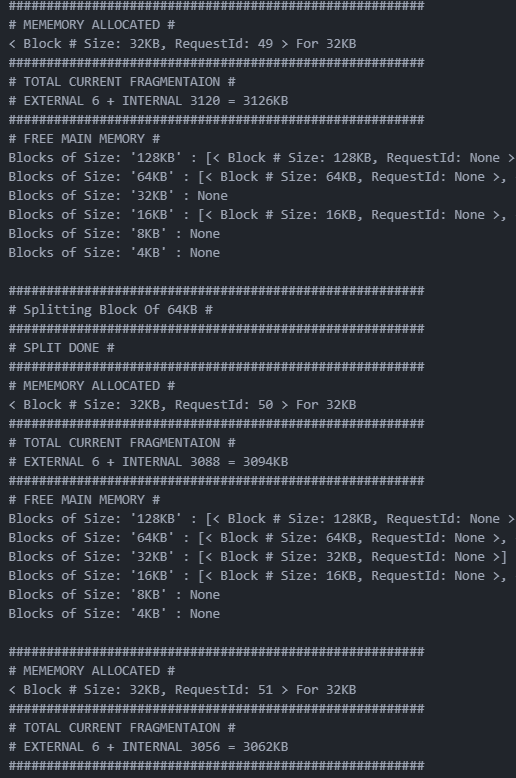 ######################################################
# MEMEMORY ALLOCATED #
< Block # Size: 32KB, RequestId: 49 > For 32KB
######################################################
# TOTAL CURRENT FRAGMENTAION #
# EXTERNAL 6 + INTERNAL 3120 = 3126KB
######################################################
# FREE MAIN MEMORY #
Blocks of Size: '128KB' : [< Block # Size: 128KB, RequestId: None >
Blocks of Size: '64KB' : [< Block # Size: 64KB, RequestId: None >,
Blocks of Size: '32KB' : None
Blocks of Size: '16KB' : [< Block # Size: 16KB, RequestId: None >,
Blocks of Size: '8KB' : None
Blocks of Size: '4KB' : None
######################################################
# Splitting Block Of 64KB #
######################################################
# SPLIT DONE #
######################################################
# MEMEMORY ALLOCATED #
< Block # Size: 32KB, RequestId: 50 > For 32KB
######################################################
# TOTAL CURRENT FRAGMENTAION #
# EXTERNAL 6 + INTERNAL 3088 = 3094KB
######################################################
# FREE MAIN MEMORY #
Blocks of Size: '128KB' : [< Block # Size: 128KB, RequestId: None >
Blocks of Size: '64KB' : [< Block # Size: 64KB, RequestId: None >,
Blocks of Size: '32KB' : [< Block # Size: 32KB, RequestId: None >]
Blocks of Size: '16KB' : [< Block # Size: 16KB, RequestId: None >,
Blocks of Size: '8KB' : None
Blocks of Size: '4KB' : None
######################################################
# MEMEMORY ALLOCATED #
< Block # Size: 32KB, RequestId: 51 > For 32KB
######################################################
# TOTAL CURRENT FRAGMENTAION #
# EXTERNAL 6 + INTERNAL 3056 = 3062KB
######################################################